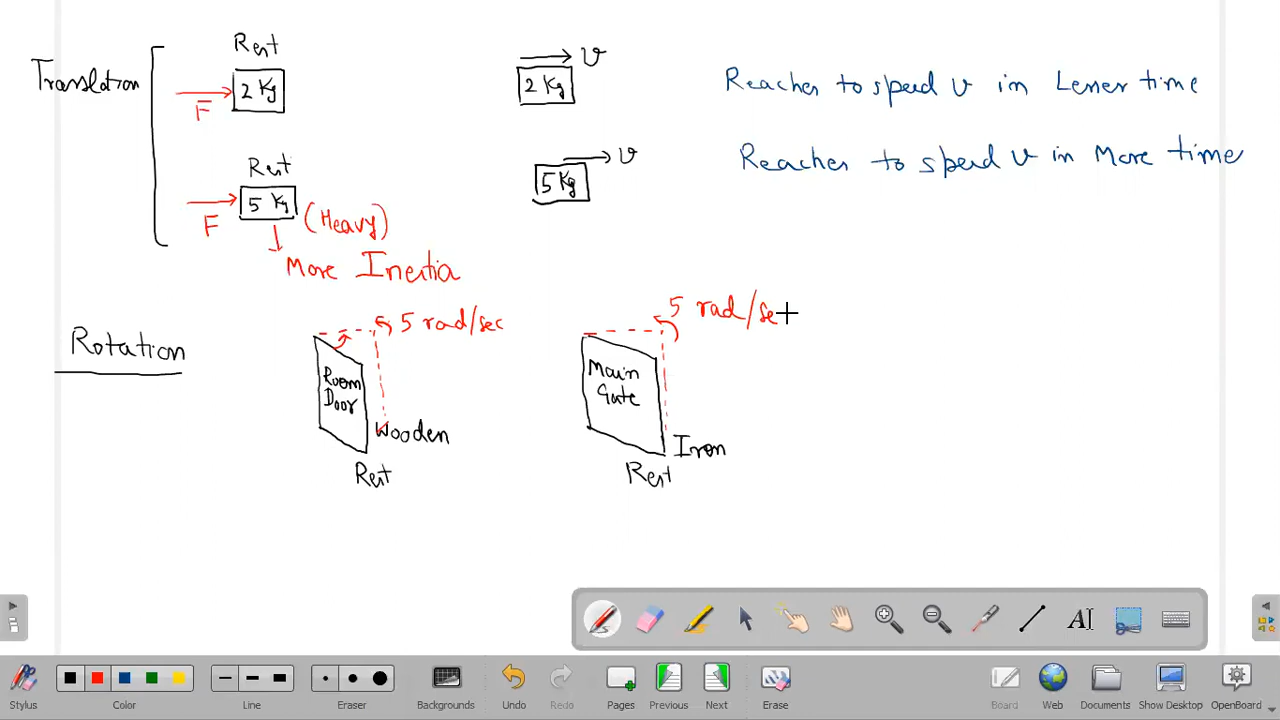 Rest
Translation
2 Kg
F
v
2 Kg
Reaches to speed v in Lesser time
Rest
5 Kg
F
(Heavy)
More Inertia
v
5 Kg
Reaches to speed v in More time
Rotation
5 rad/sec
Room
Door
Wooden
Rest
5 rad/se
Main
Gate
Iron
Rest
AI
Stylus
Color
Line
Eraser
Backgrounds
Undo
Redo
Pages
Previous
Next
Erase
Board
Web
Documents
Show Desktop
OpenBoard